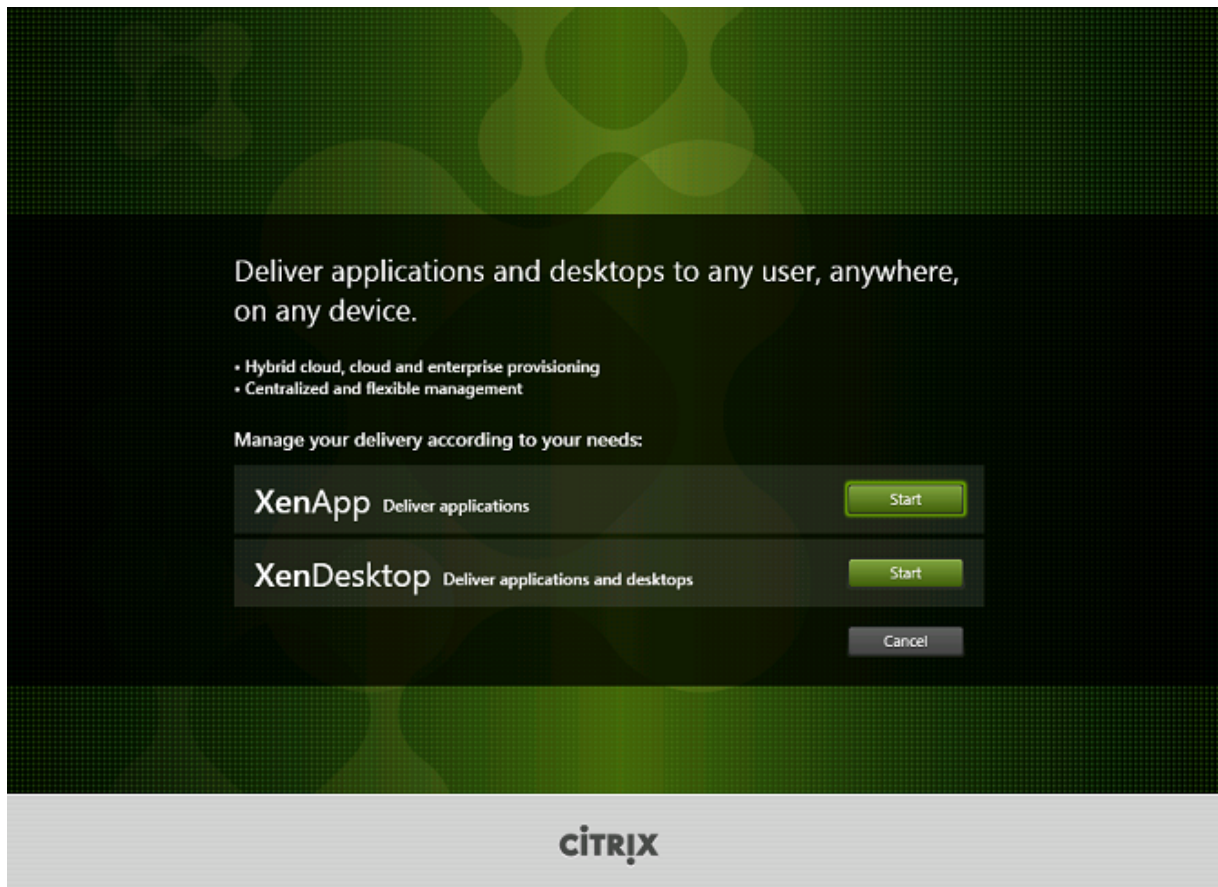 Deliver applications and desktops to any user, anywhere,
on any device.
• Hybrid cloud, cloud and enterprise provisioning
• Centralized and flexible management
Manage your delivery according to your needs:
XenApp Deliver applications Start
XenDesktop Deliver applications and desktops Start
Cancel
CITRIX